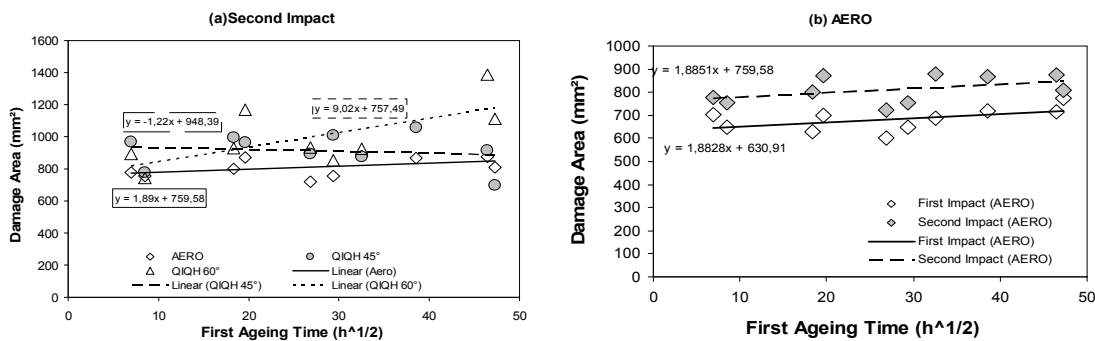 (a)Second Impact
Damage Area (mm²)
1600
1400
1200
1000
800
600
400
200
0
y = -1,22x + 948,39
y = 9,02x + 757,49
y = 1,89x + 759,58
AERO
QIQH 45°
QIQH 60°
Linear (Aero)
Linear (QIQH 45°)
Linear (QIQH 60°)
0 10 20 30 40 50
First Ageing Time (h^1/2)
(b) AERO
Damage Area (mm²)
1000
900
800
700
600
500
400
300
200
100
0
y = 1,8851x + 759,58
y = 1,8828x + 630,91
First Impact (AERO)
Second Impact (AERO)
First Impact (AERO)
Second Impact (AERO)
0 10 20 30 40 50
First Ageing Time (h^1/2)